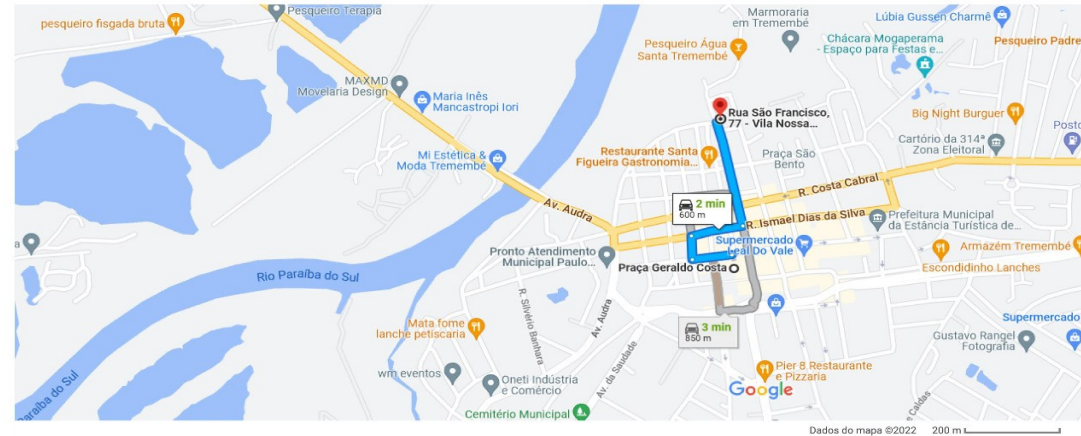 Pesqueiro Terapia
pesqueiro fisgada bruta
Marmoraria
em Tremembé
Lúbia Gussen Charmê
Pesqueiro Água
Santa Tremembé
Chácara Mogaperama
- Espaço para Festas e...
Pesqueiro Padre
MAXMD
Movelaria Design
Maria Inês
Mancastropi Iori
Rua São Francisco,
77 - Vila Nossa...
Big Night Burguer
Posto
Cartório da 314ª
Zona Eleitoral
Restaurante Santa
Figueira Gastronomia...
Praça São
Bento
Mi Estética &
Moda Tremembé
R. Costa Cabral
Av. Audra
2 min
600 m
R. Ismael Dias da Silva
Prefeitura Municipal
da Estância Turística de...
Supermercado
Leal Do Vale
Armazém Tremembé
Pronto Atendimento
Municipal Paulo...
Praça Geraldo Costa
Escondidinho Lanches
Rio Paraíba do Sul
R. Silvério Banhara
Av. Audra
3 min
850 m
Supermercado
Mata fome
lanche petiscaria
Gustavo Rangel
Fotografia
Av. da Saudade
wm eventos
Oneti Indústria
e Comércio
Pier 8 Restaurante
e Pizzaria
Google
Paraíba do Sul
Cemitério Municipal
e Caldas
Dados do mapa ©2022 200 m